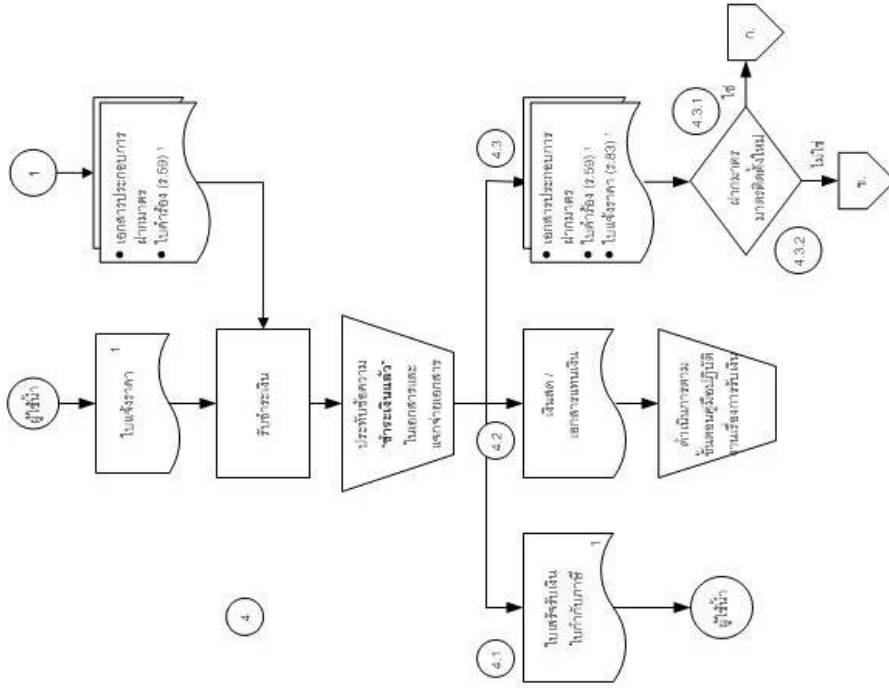 ผู้ใช้น้ำ
1
ใบแจ้งราคา
1
● เอกสารประกอบการ
ฝากมาตร
● ใบคำร้อง (ร.59) 1
รับชำระเงิน
4
ประทับข้อความ
"ชำระเงินแล้ว"
ในเอกสารและ
แจกจ่ายเอกสาร
4.1
4.2
4.3
ใบเสร็จรับเงิน
ใบกำกับภาษี
1
เงินสด /
เอกสารแทนเงิน
● เอกสารประกอบการ
ฝากมาตร
● ใบคำร้อง (ร.59) 1
● ใบแจ้งราคา (ร.83) 1
ผู้ใช้น้ำ
ดำเนินการตาม
ขั้นตอนคู่มือปฏิบัติ
งานเรื่องการรับเงิน
ฝากมาตร
มาตรติดตั้งใหม่
4.3.1
ใช่
ก.
4.3.2
ไม่ใช่
ข.